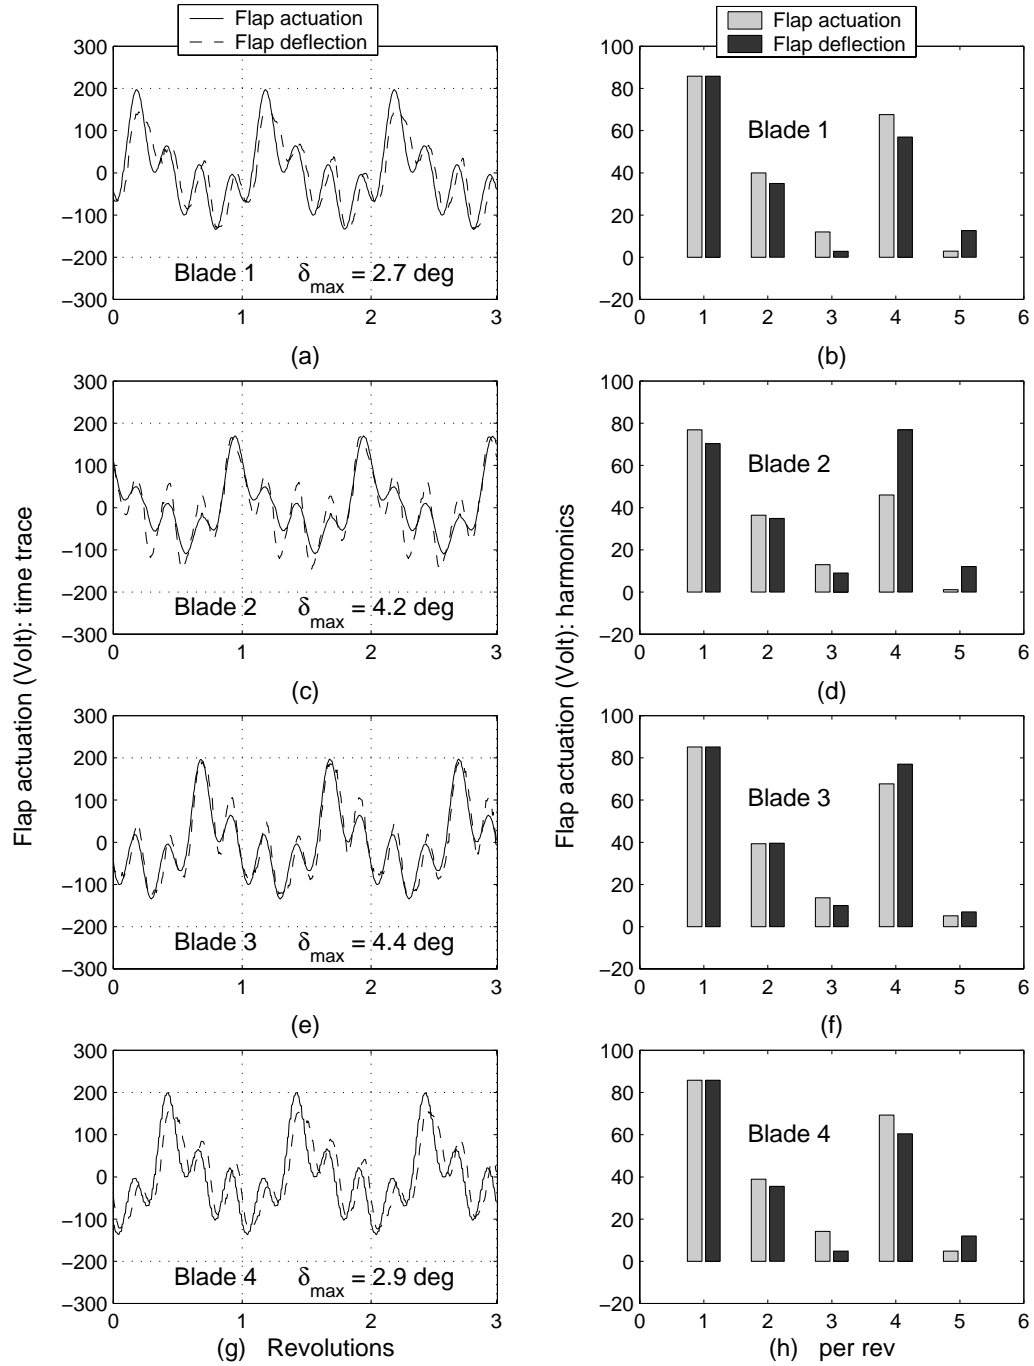 Flap actuation
Flap deflection
300
200
100
0
−100
−200
−300
Blade 1 δmax = 2.7 deg
0 1 2 3
(a)
Flap actuation
Flap deflection
100
80
60
40
20
0
−20
Blade 1
0 1 2 3 4 5 6
(b)
300
200
100
0
−100
−200
−300
Blade 2 δmax = 4.2 deg
0 1 2 3
(c)
100
80
60
40
20
0
−20
Blade 2
0 1 2 3 4 5 6
(d)
Flap actuation (Volt): time trace
Flap actuation (Volt): harmonics
300
200
100
0
−100
−200
−300
Blade 3 δmax = 4.4 deg
0 1 2 3
(e)
100
80
60
40
20
0
−20
Blade 3
0 1 2 3 4 5 6
(f)
300
200
100
0
−100
−200
−300
Blade 4 δmax = 2.9 deg
0 1 2 3
(g) Revolutions
100
80
60
40
20
0
−20
Blade 4
0 1 2 3 4 5 6
(h) per rev